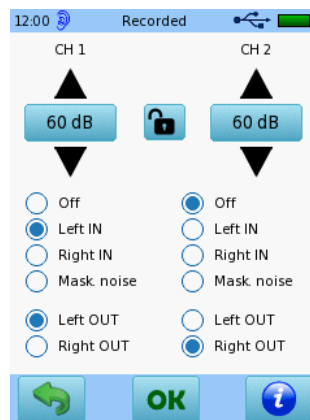 12:00 Recorded
CH 1 CH 2
60 dB 60 dB
Off Off
Left IN Left IN
Right IN Right IN
Mask. noise Mask. noise
Left OUT Left OUT
Right OUT Right OUT
OK i